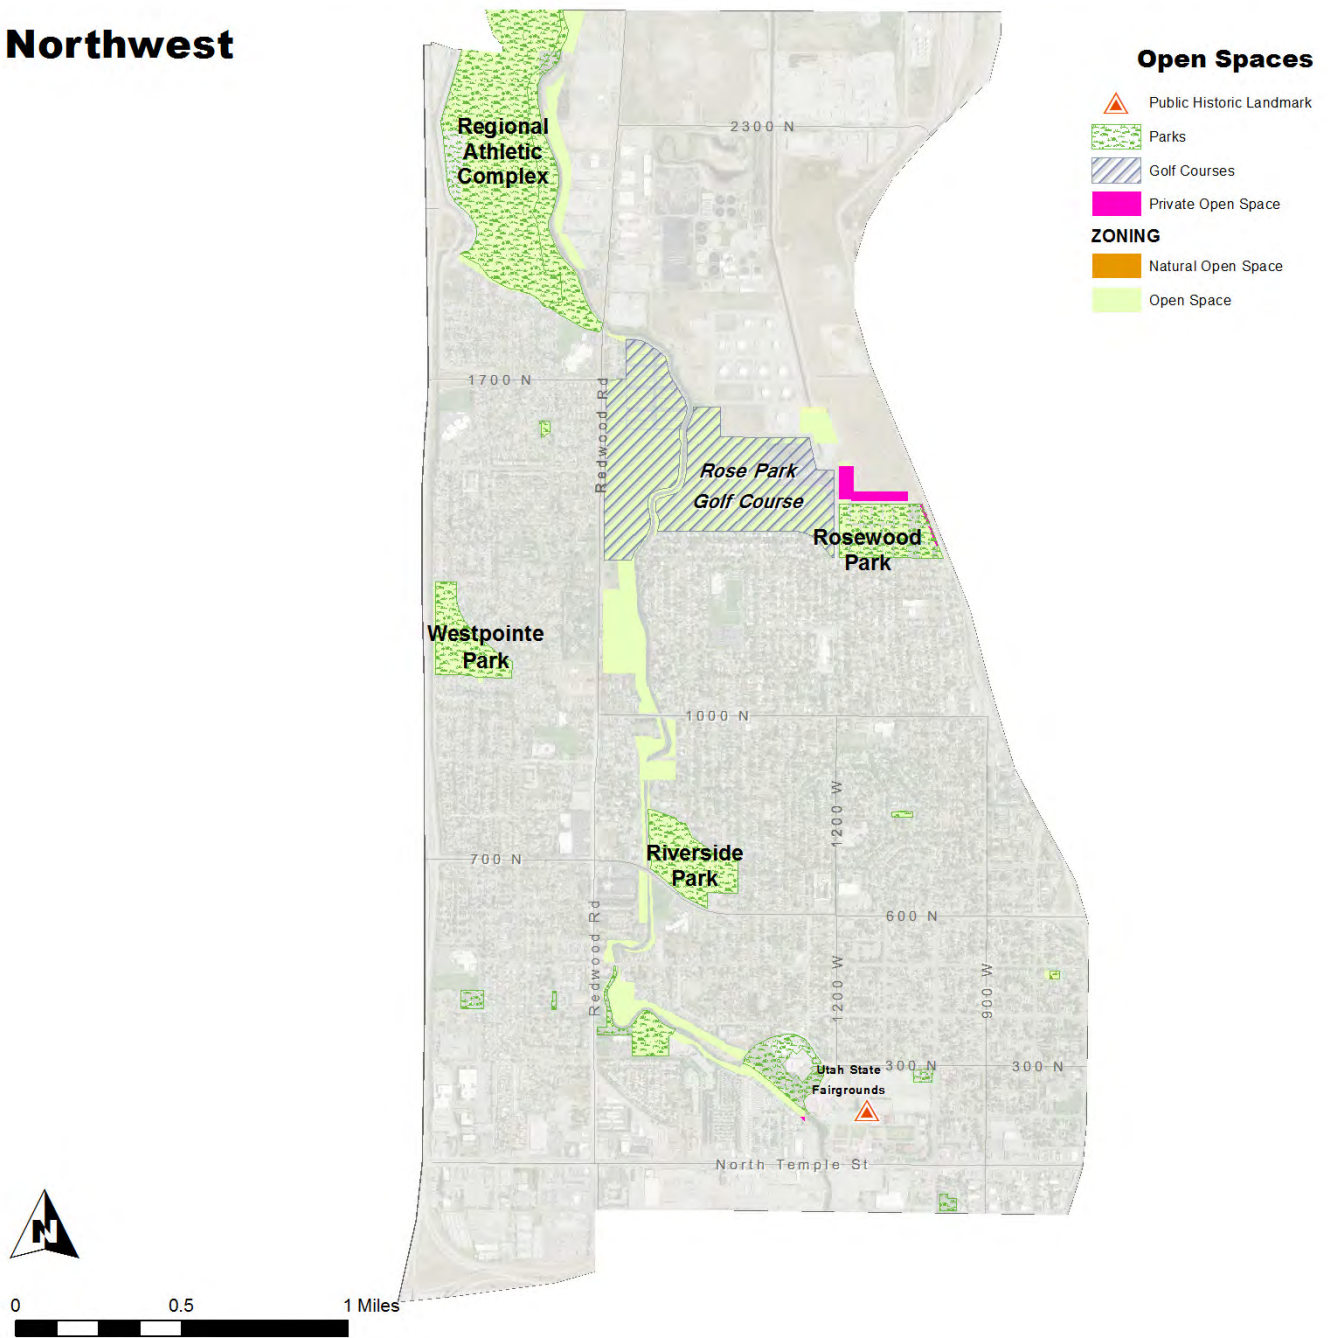 Northwest
Open Spaces
Public Historic Landmark
Parks
Golf Courses
Private Open Space
ZONING
Natural Open Space
Open Space
Regional
Athletic
Complex
2300 N
1700 N
Redwood Rd
Rose Park
Golf Course
Rosewood
Park
Westpointe
Park
1000 N
1200 W
Riverside
Park
700 N
600 N
Redwood Rd
1200 W
900 W
Utah State
Fairgrounds
300 N
300 N
North Temple St
N
0
0.5
1 Miles